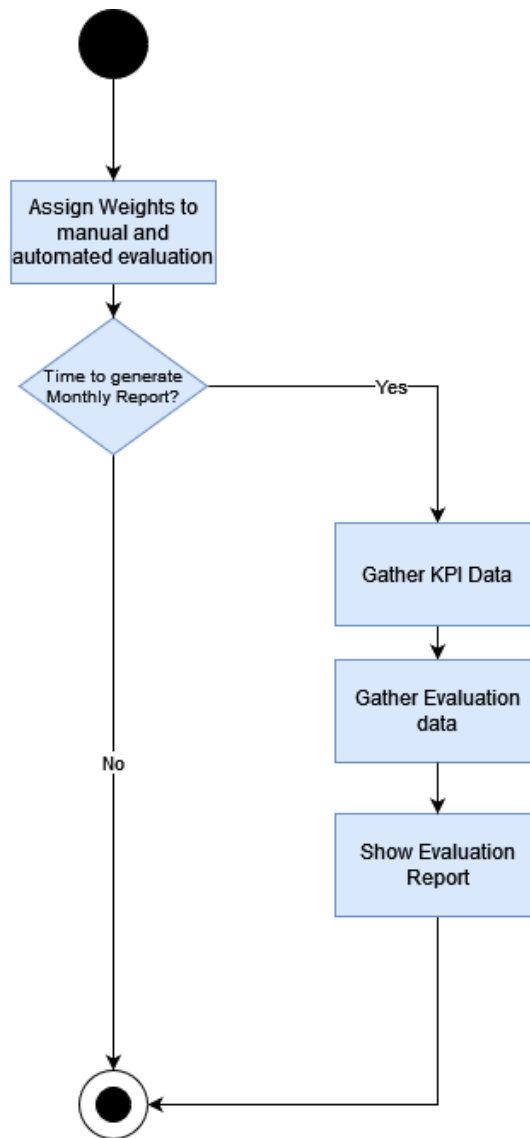 Assign Weights to
manual and
automated evaluation
Time to generate
Monthly Report?
Yes
Gather KPI Data
Gather Evaluation
data
No
Show Evaluation
Report